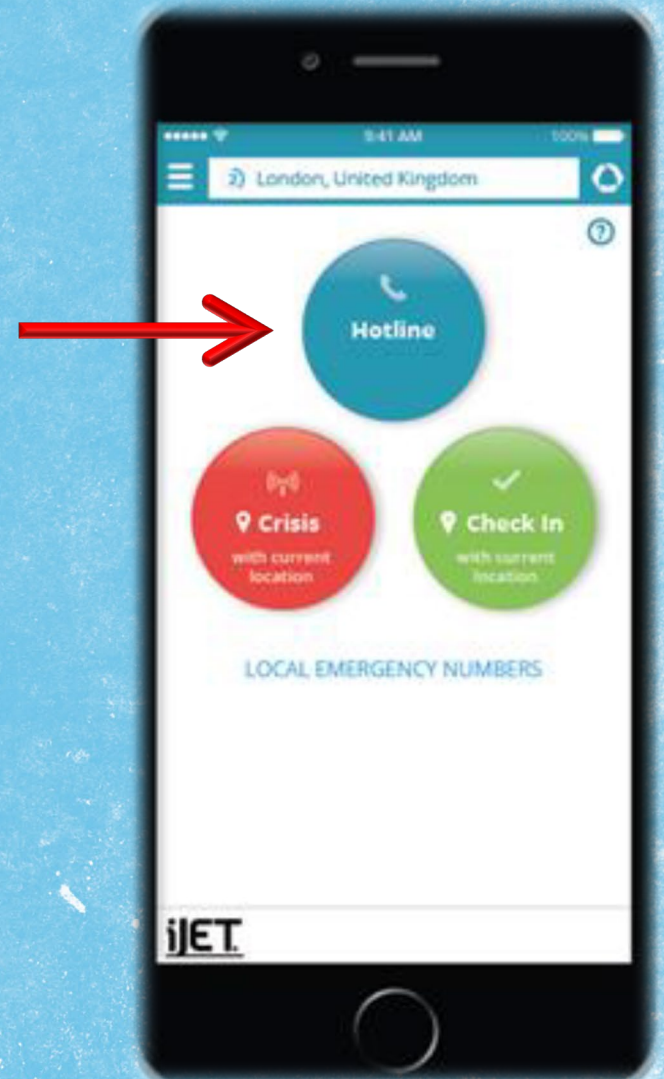 9:41 AM
100%
London, United Kingdom
Hotline
Crisis
with current
location
Check In
with current
location
LOCAL EMERGENCY NUMBERS
iJET